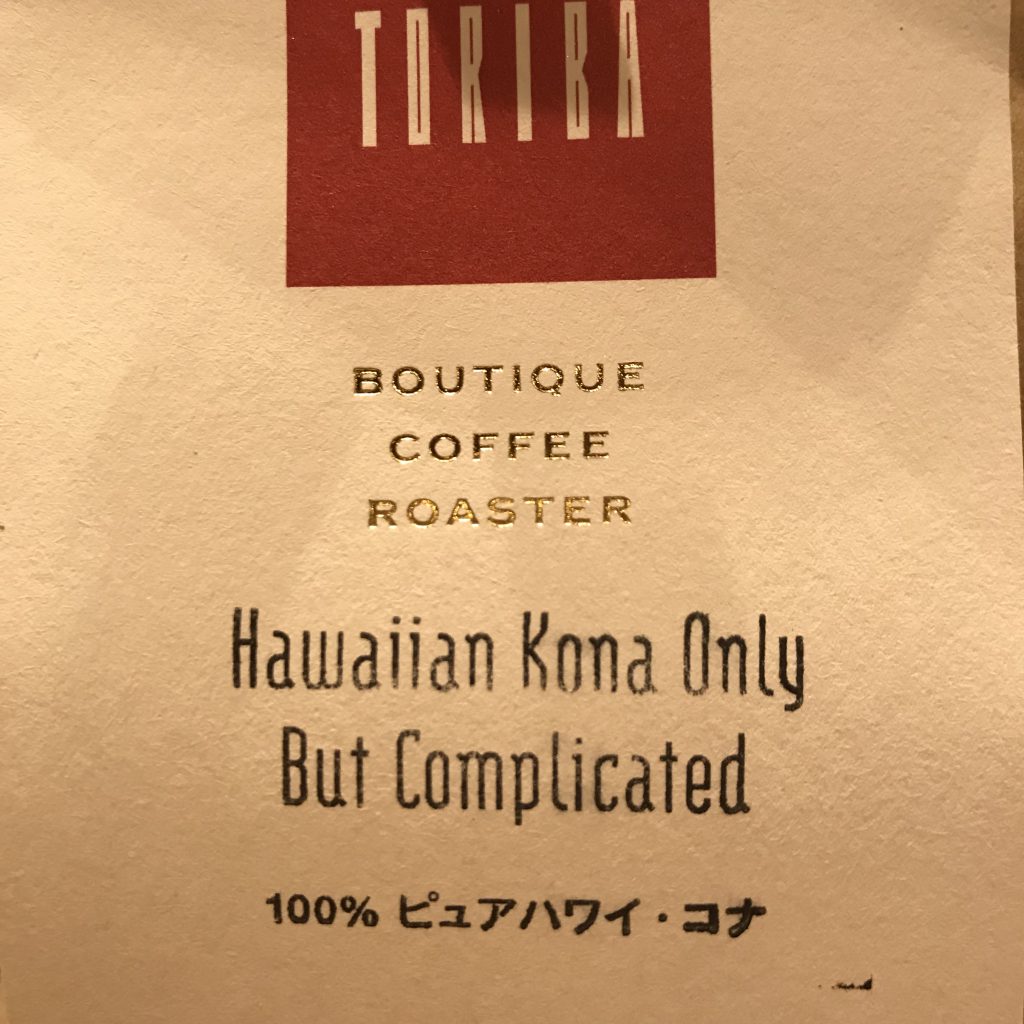 TORIBA
BOUTIQUE
COFFEE
ROASTER
Hawaiian Kona Only
But Complicated
100% ピュアハワイ・コナ